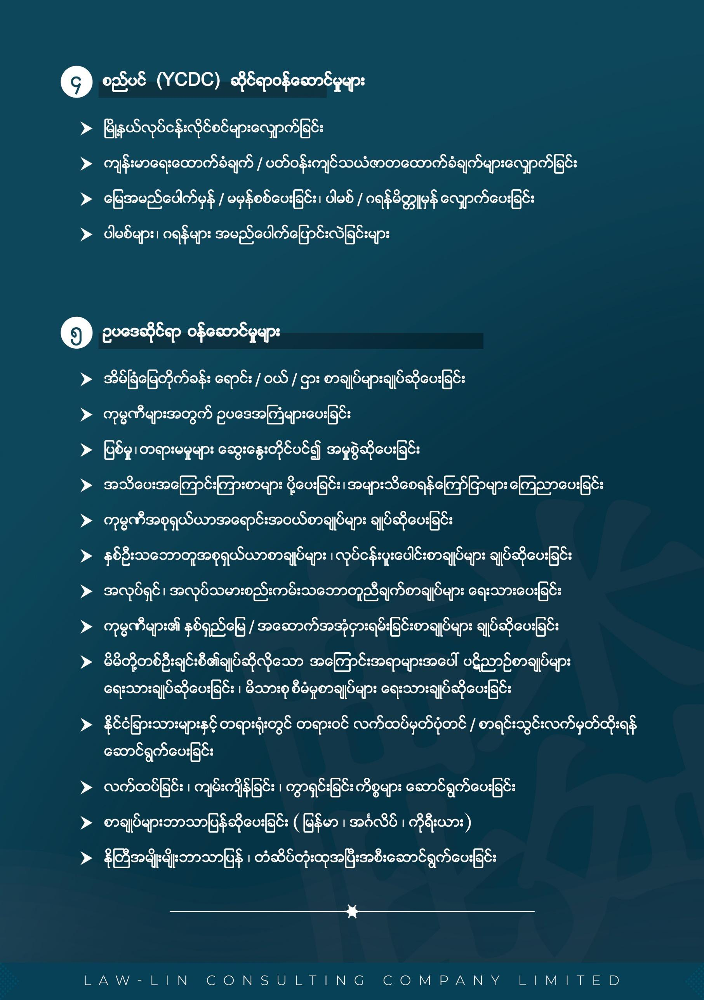 ၄ စည်ပင် (YCDC) ဆိုင်ရာဝန်ဆောင်မှုများ
➤ မြို့နယ်လုပ်ငန်းလိုင်စင်များလျှောက်ခြင်း
➤ ကျန်းမာရေးထောက်ခံချက် / ပတ်ဝန်းကျင်သယံဇာတထောက်ခံချက်များလျှောက်ခြင်း
➤ မြေအမည်ပေါက်မှန် / မမှန်စစ်ပေးခြင်း၊ ပါမစ် / ဂရန်မိတ္တူမှန် လျှောက်ပေးခြင်း
➤ ပါမစ်များ၊ ဂရန်များ အမည်ပေါက်ပြောင်းလဲခြင်းများ
၅ ဥပဒေဆိုင်ရာ ဝန်ဆောင်မှုများ
➤ အိမ်ခြံမြေတိုက်ခန်း ရောင်း / ဝယ် / ဌား စာချုပ်များချုပ်ဆိုပေးခြင်း
➤ ကုမ္ပဏီများအတွက် ဥပဒေအကြံများပေးခြင်း
➤ ပြစ်မှု၊တရားမမှုများ ဆွေးနွေးတိုင်ပင်၍ အမှုစွဲဆိုပေးခြင်း
➤ အသိပေးအကြောင်းကြားစာများ ပို့ပေးခြင်း၊အများသိစေရန်ကြော်ငြာများ ကြေညာပေးခြင်း
➤ ကုမ္ပဏီအစုရှယ်ယာအရောင်းအဝယ်စာချုပ်များ ချုပ်ဆိုပေးခြင်း
➤ နှစ်ဦးသဘောတူအစုရှယ်ယာစာချုပ်များ ၊လုပ်ငန်းပူးပေါင်းစာချုပ်များ ချုပ်ဆိုပေးခြင်း
➤ အလုပ်ရှင်၊ အလုပ်သမားစည်းကမ်းသဘောတူညီချက်စာချုပ်များ ရေးသားပေးခြင်း
➤ ကုမ္ပဏီများ၏ နှစ်ရှည်မြေ / အဆောက်အအုံငှားရမ်းခြင်းစာချုပ်များ ချုပ်ဆိုပေးခြင်း
➤ မိမိတို့တစ်ဦးချင်းစီ၏ချုပ်ဆိုလိုသော အကြောင်းအရာများအပေါ် ပဋိညာဉ်စာချုပ်များ
ရေးသားချုပ်ဆိုပေးခြင်း ၊ မိသားစု စီမံမှုစာချုပ်များ ရေးသားချုပ်ဆိုပေးခြင်း
➤ နိုင်ငံခြားသားများနှင့် တရားရုံးတွင် တရားဝင် လက်ထပ်မှတ်ပုံတင် / စာရင်းသွင်းလက်မှတ်ထိုးရန်
ဆောင်ရွက်ပေးခြင်း
➤ လက်ထပ်ခြင်း ၊ ကျမ်းကျိန်ခြင်း ၊ ကွာရှင်းခြင်း ကိစ္စများ ဆောင်ရွက်ပေးခြင်း
➤ စာချုပ်များဘာသာပြန်ဆိုပေးခြင်း ( မြန်မာ ၊ အင်္ဂလိပ် ၊ ကိုရီးယား )
➤ နိုတြီအမျိုးမျိုးဘာသာပြန် ၊ တံဆိပ်တုံးထုအပြီးအစီးဆောင်ရွက်ပေးခြင်း
LAW-LIN CONSULTING COMPANY LIMITED